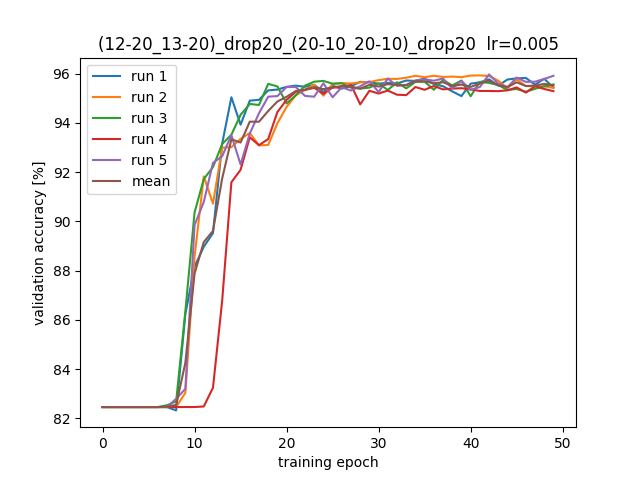 (12-20_13-20)_drop20_(20-10_20-10)_drop20  lr=0.005
validation accuracy [%]
96
94
92
90
88
86
84
82
run 1
run 2
run 3
run 4
run 5
mean
0
10
20
30
40
50
training epoch